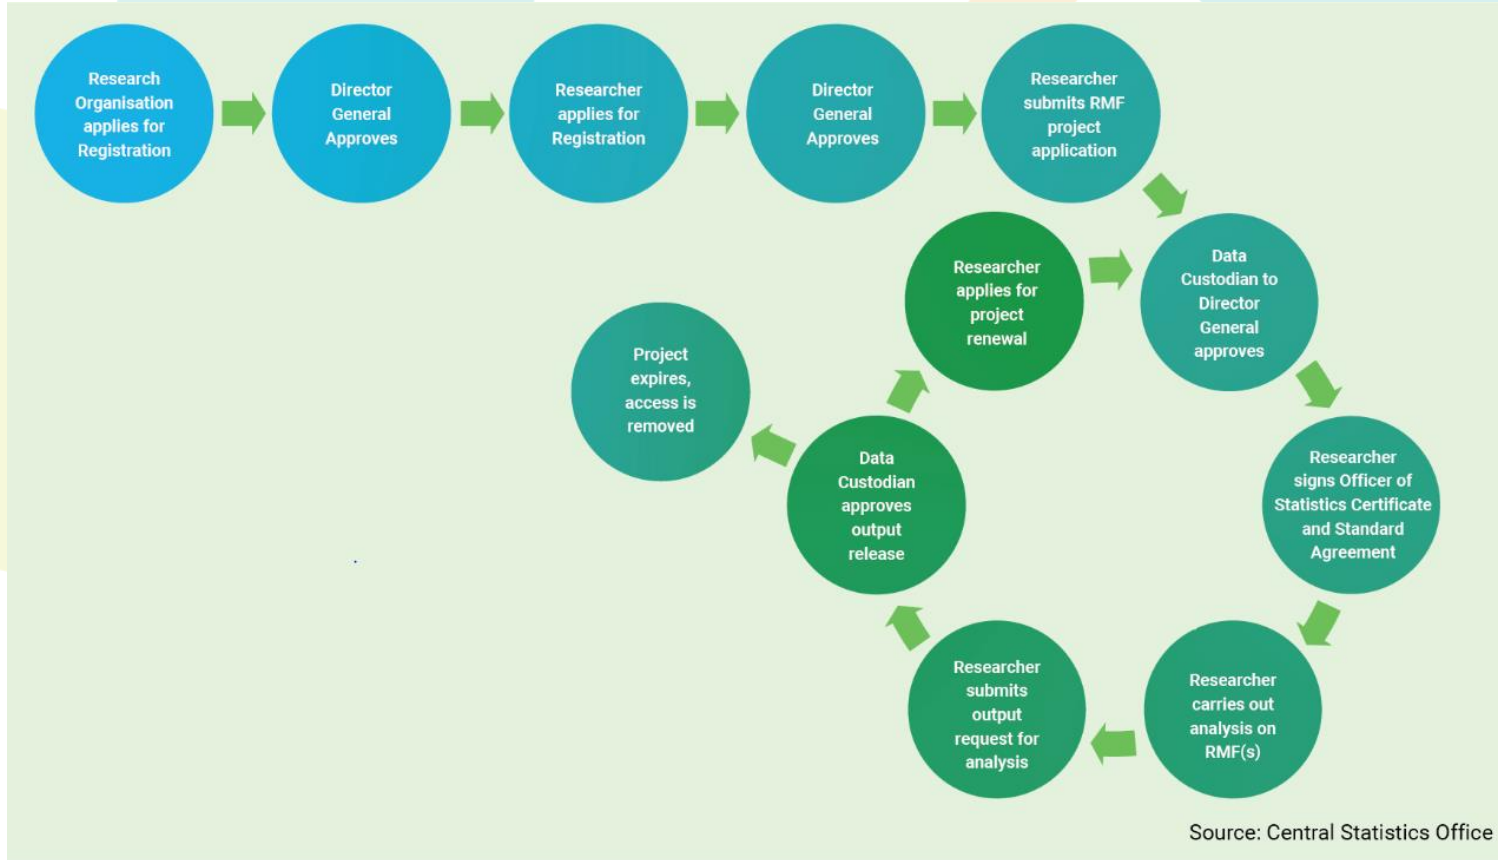 Research
Organisation
applies for
Registration
Director
General
Approves
Researcher
applies for
Registration
Director
General
Approves
Researcher
submits RMF
project
application
Data
Custodian to
Director
General
approves
Researcher
signs Officer of
Statistics Certificate
and Standard
Agreement
Researcher
carries out
analysis on
RMF(s)
Researcher
submits
output
request for
analysis
Data
Custodian
approves
output
release
Researcher
applies for
project
renewal
Project
expires,
access is
removed
Source: Central Statistics Office